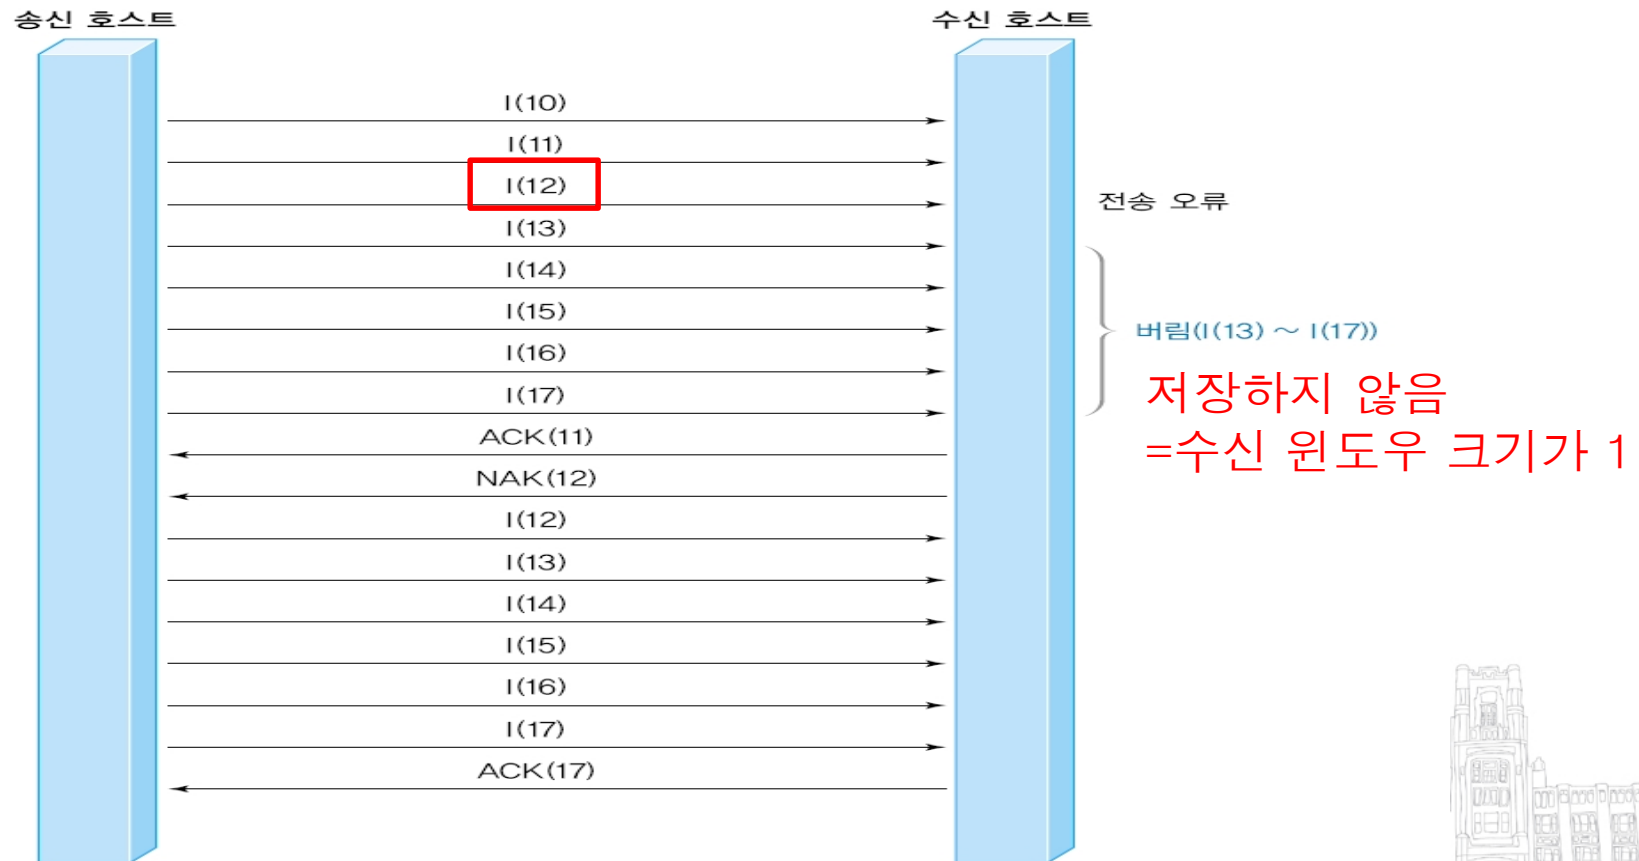 송신 호스트
수신 호스트
I(10)
I(11)
I(12)
전송 오류
I(13)
I(14)
I(15)
버림(I(13) ~ I(17))
I(16)
I(17)
저장하지 않음
=수신 윈도우 크기가 1
ACK(11)
NAK(12)
I(12)
I(13)
I(14)
I(15)
I(16)
I(17)
ACK(17)